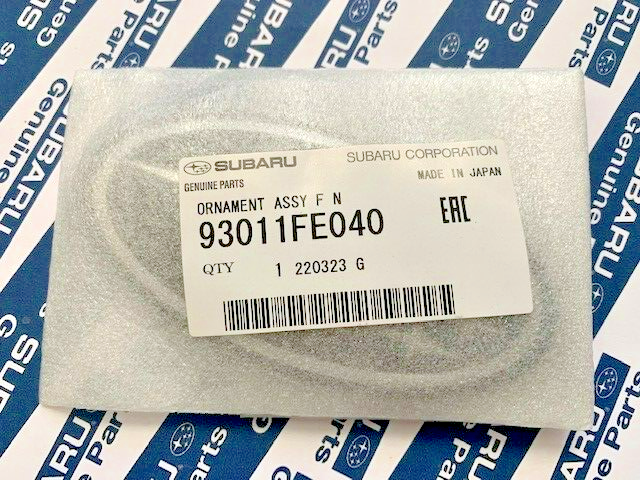 SUBARU
SUBARU CORPORATION
GENUINE PARTS
MADE IN JAPAN
ORNAMENT ASSY F N
93011FE040
EAC
QTY 1 220323 G
SUBARU
Genuine Parts